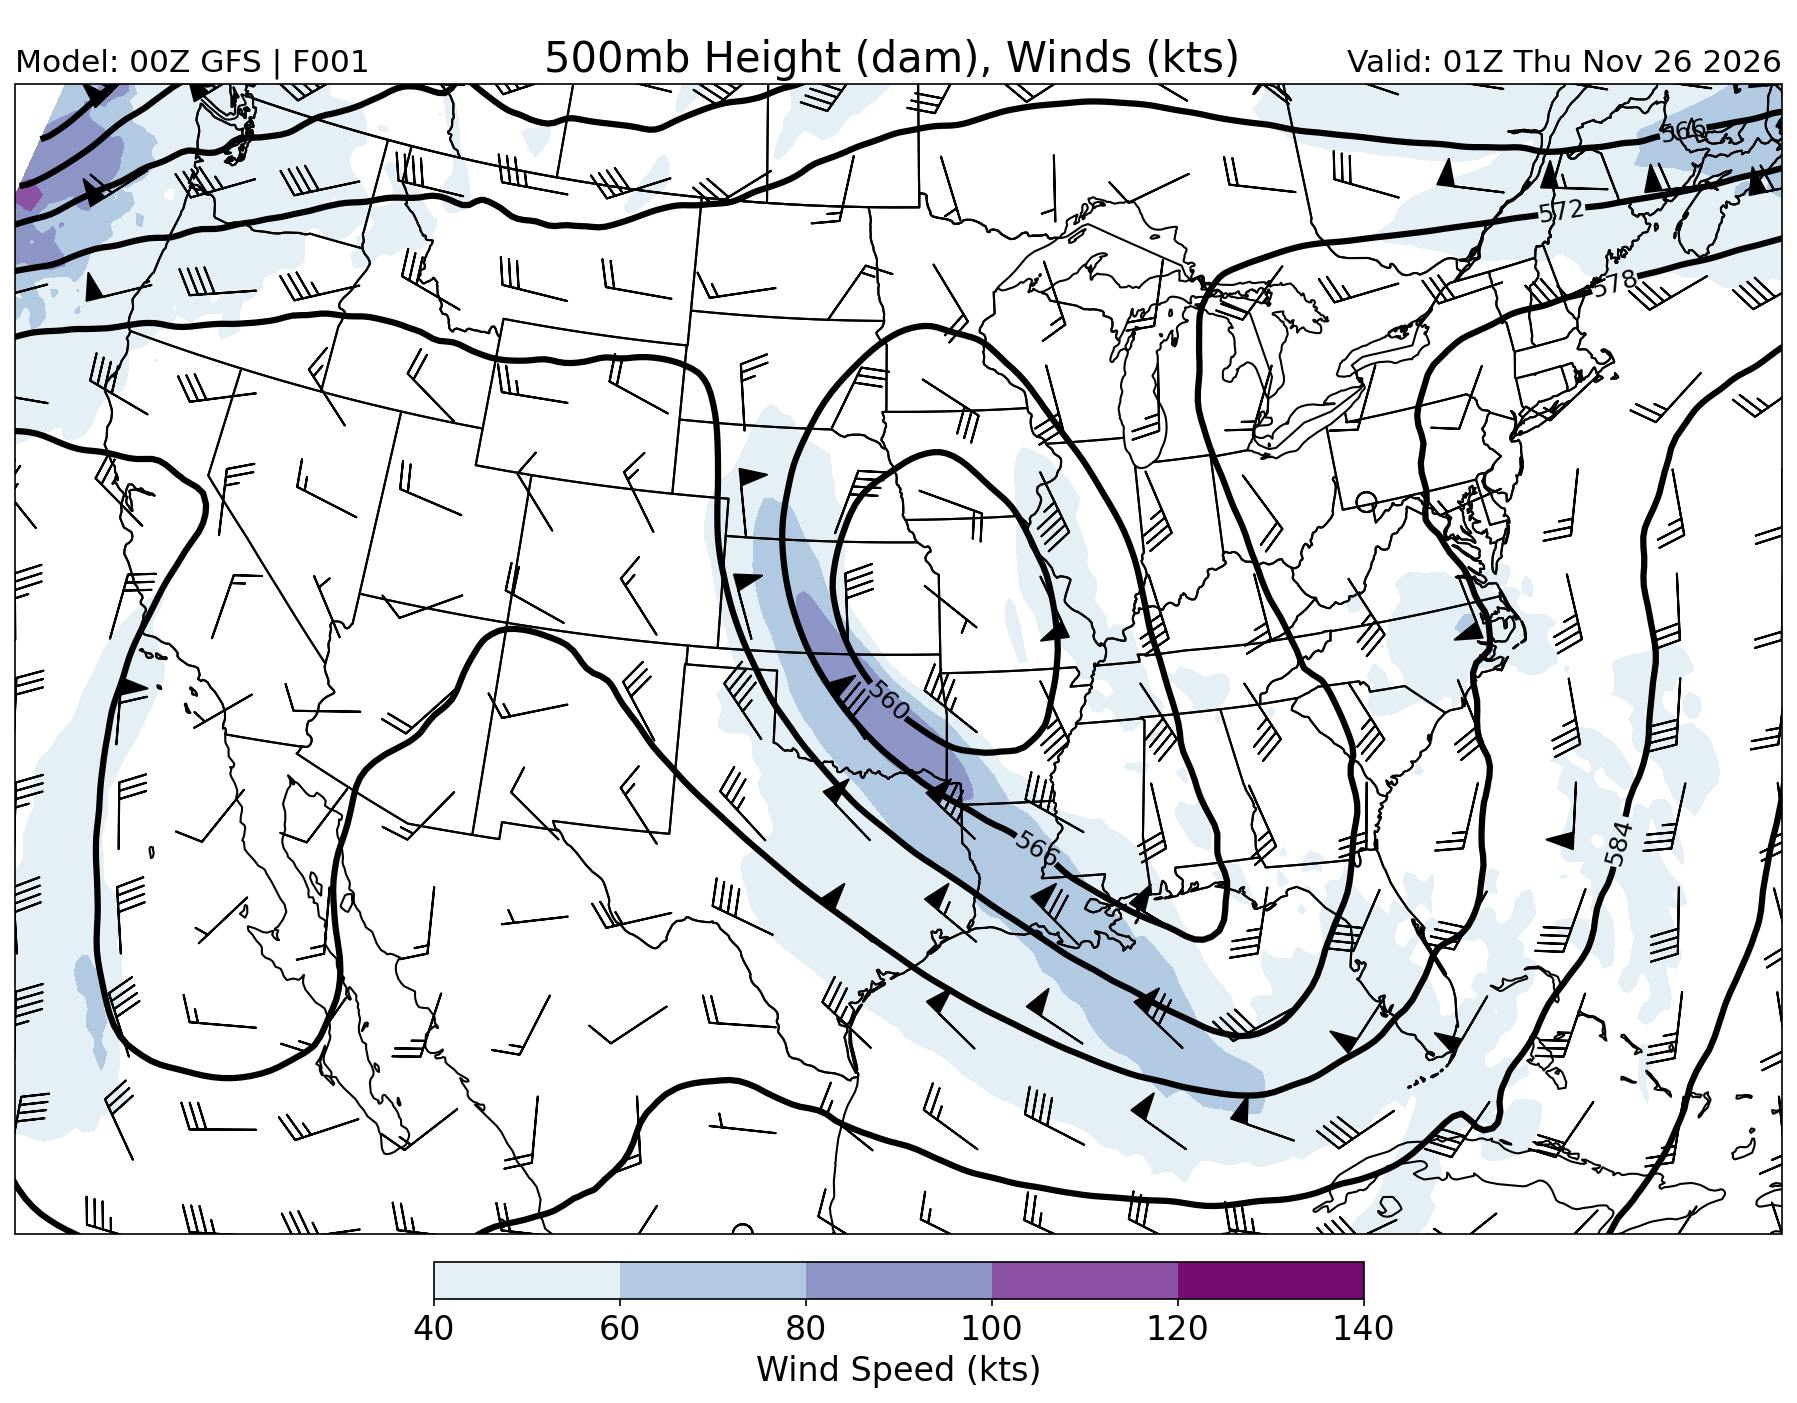 Model: 00Z GFS | F001
500mb Height (dam), Winds (kts)
Valid: 01Z Thu Nov 26 2026
566
572
578
560
566
584
40 60 80 100 120 140
Wind Speed (kts)